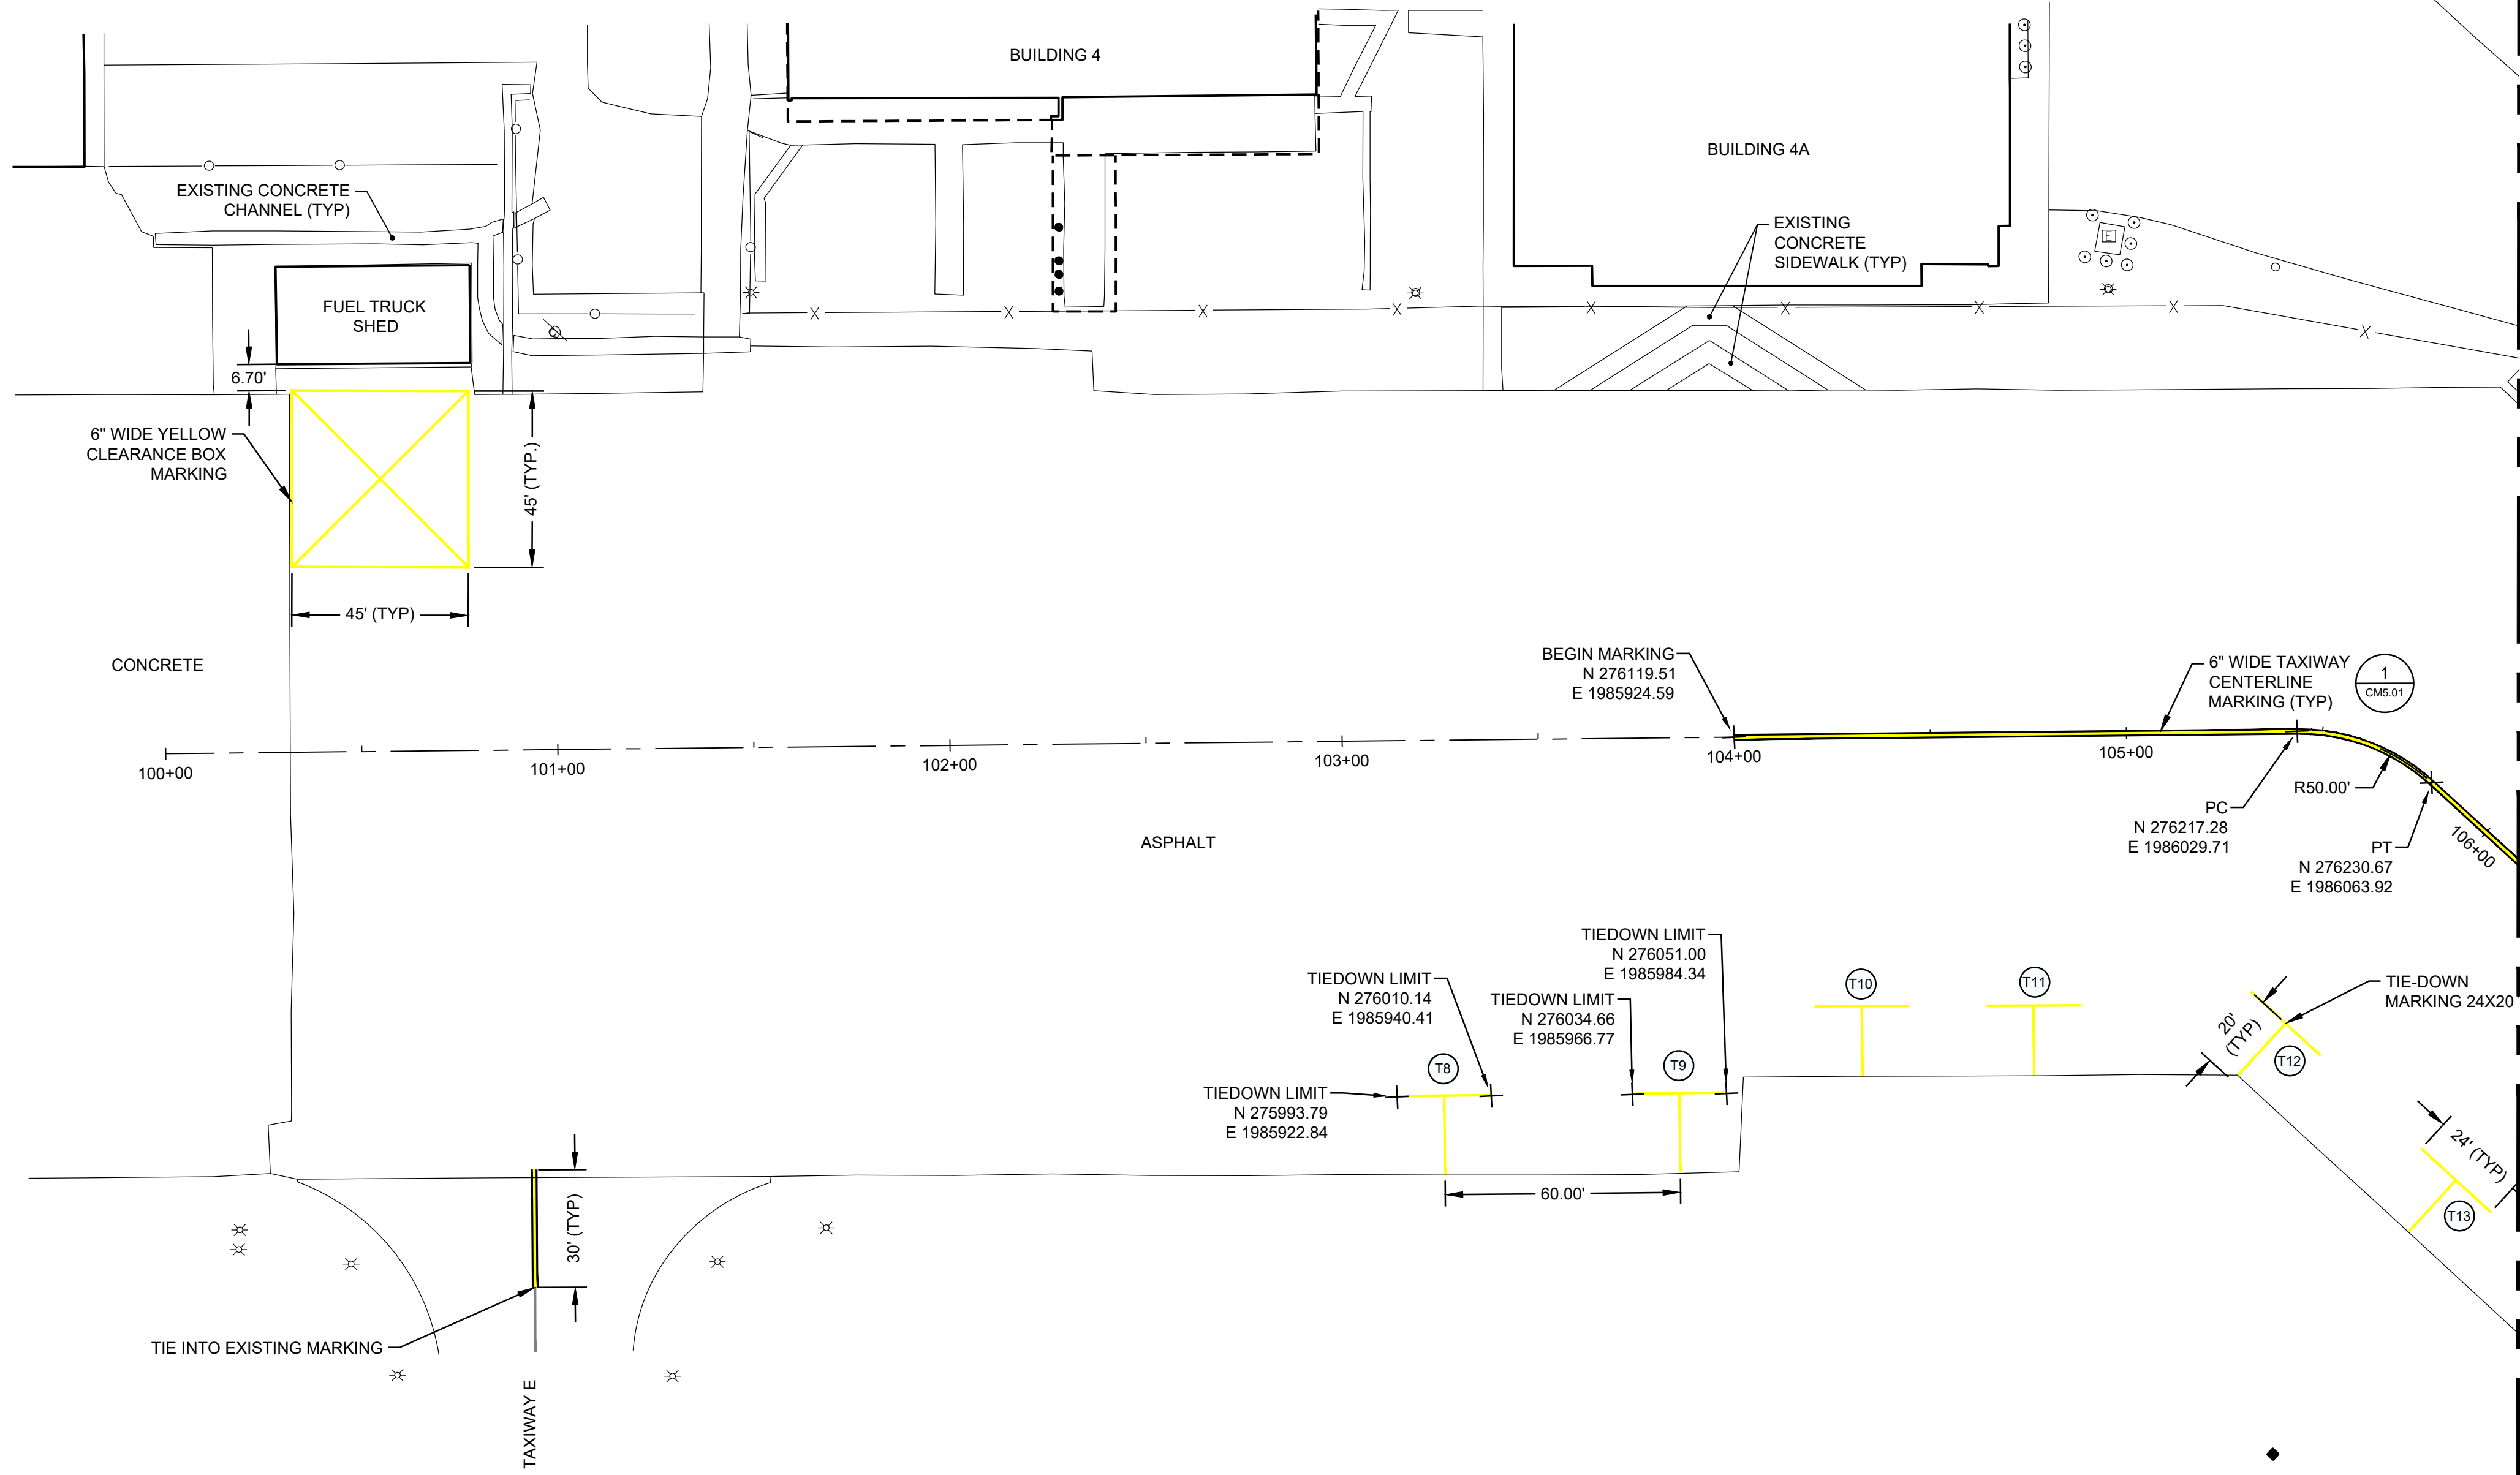 BUILDING 4
BUILDING 4A
EXISTING CONCRETE
CHANNEL (TYP)
EXISTING
CONCRETE
SIDEWALK (TYP)
E
FUEL TRUCK
SHED
6.70'
6" WIDE YELLOW
CLEARANCE BOX
MARKING
45' (TYP.)
45' (TYP)
CONCRETE
BEGIN MARKING
N 276119.51
E 1985924.59
6" WIDE TAXIWAY
CENTERLINE
MARKING (TYP)
1
CM5.01
100+00
101+00
102+00
103+00
104+00
105+00
106+00
R50.00'
PC
N 276217.28
E 1986029.71
PT
N 276230.67
E 1986063.92
ASPHALT
TIEDOWN LIMIT
N 276051.00
E 1985984.34
TIEDOWN LIMIT
N 276010.14
E 1985940.41
TIEDOWN LIMIT
N 276034.66
E 1985966.77
TIEDOWN LIMIT
N 275993.79
E 1985922.84
T8
T9
T10
T11
TIE-DOWN
MARKING 24X20
20'
(TYP)
T12
24' (TYP)
T13
60.00'
30' (TYP)
TIE INTO EXISTING MARKING
TAXIWAY E